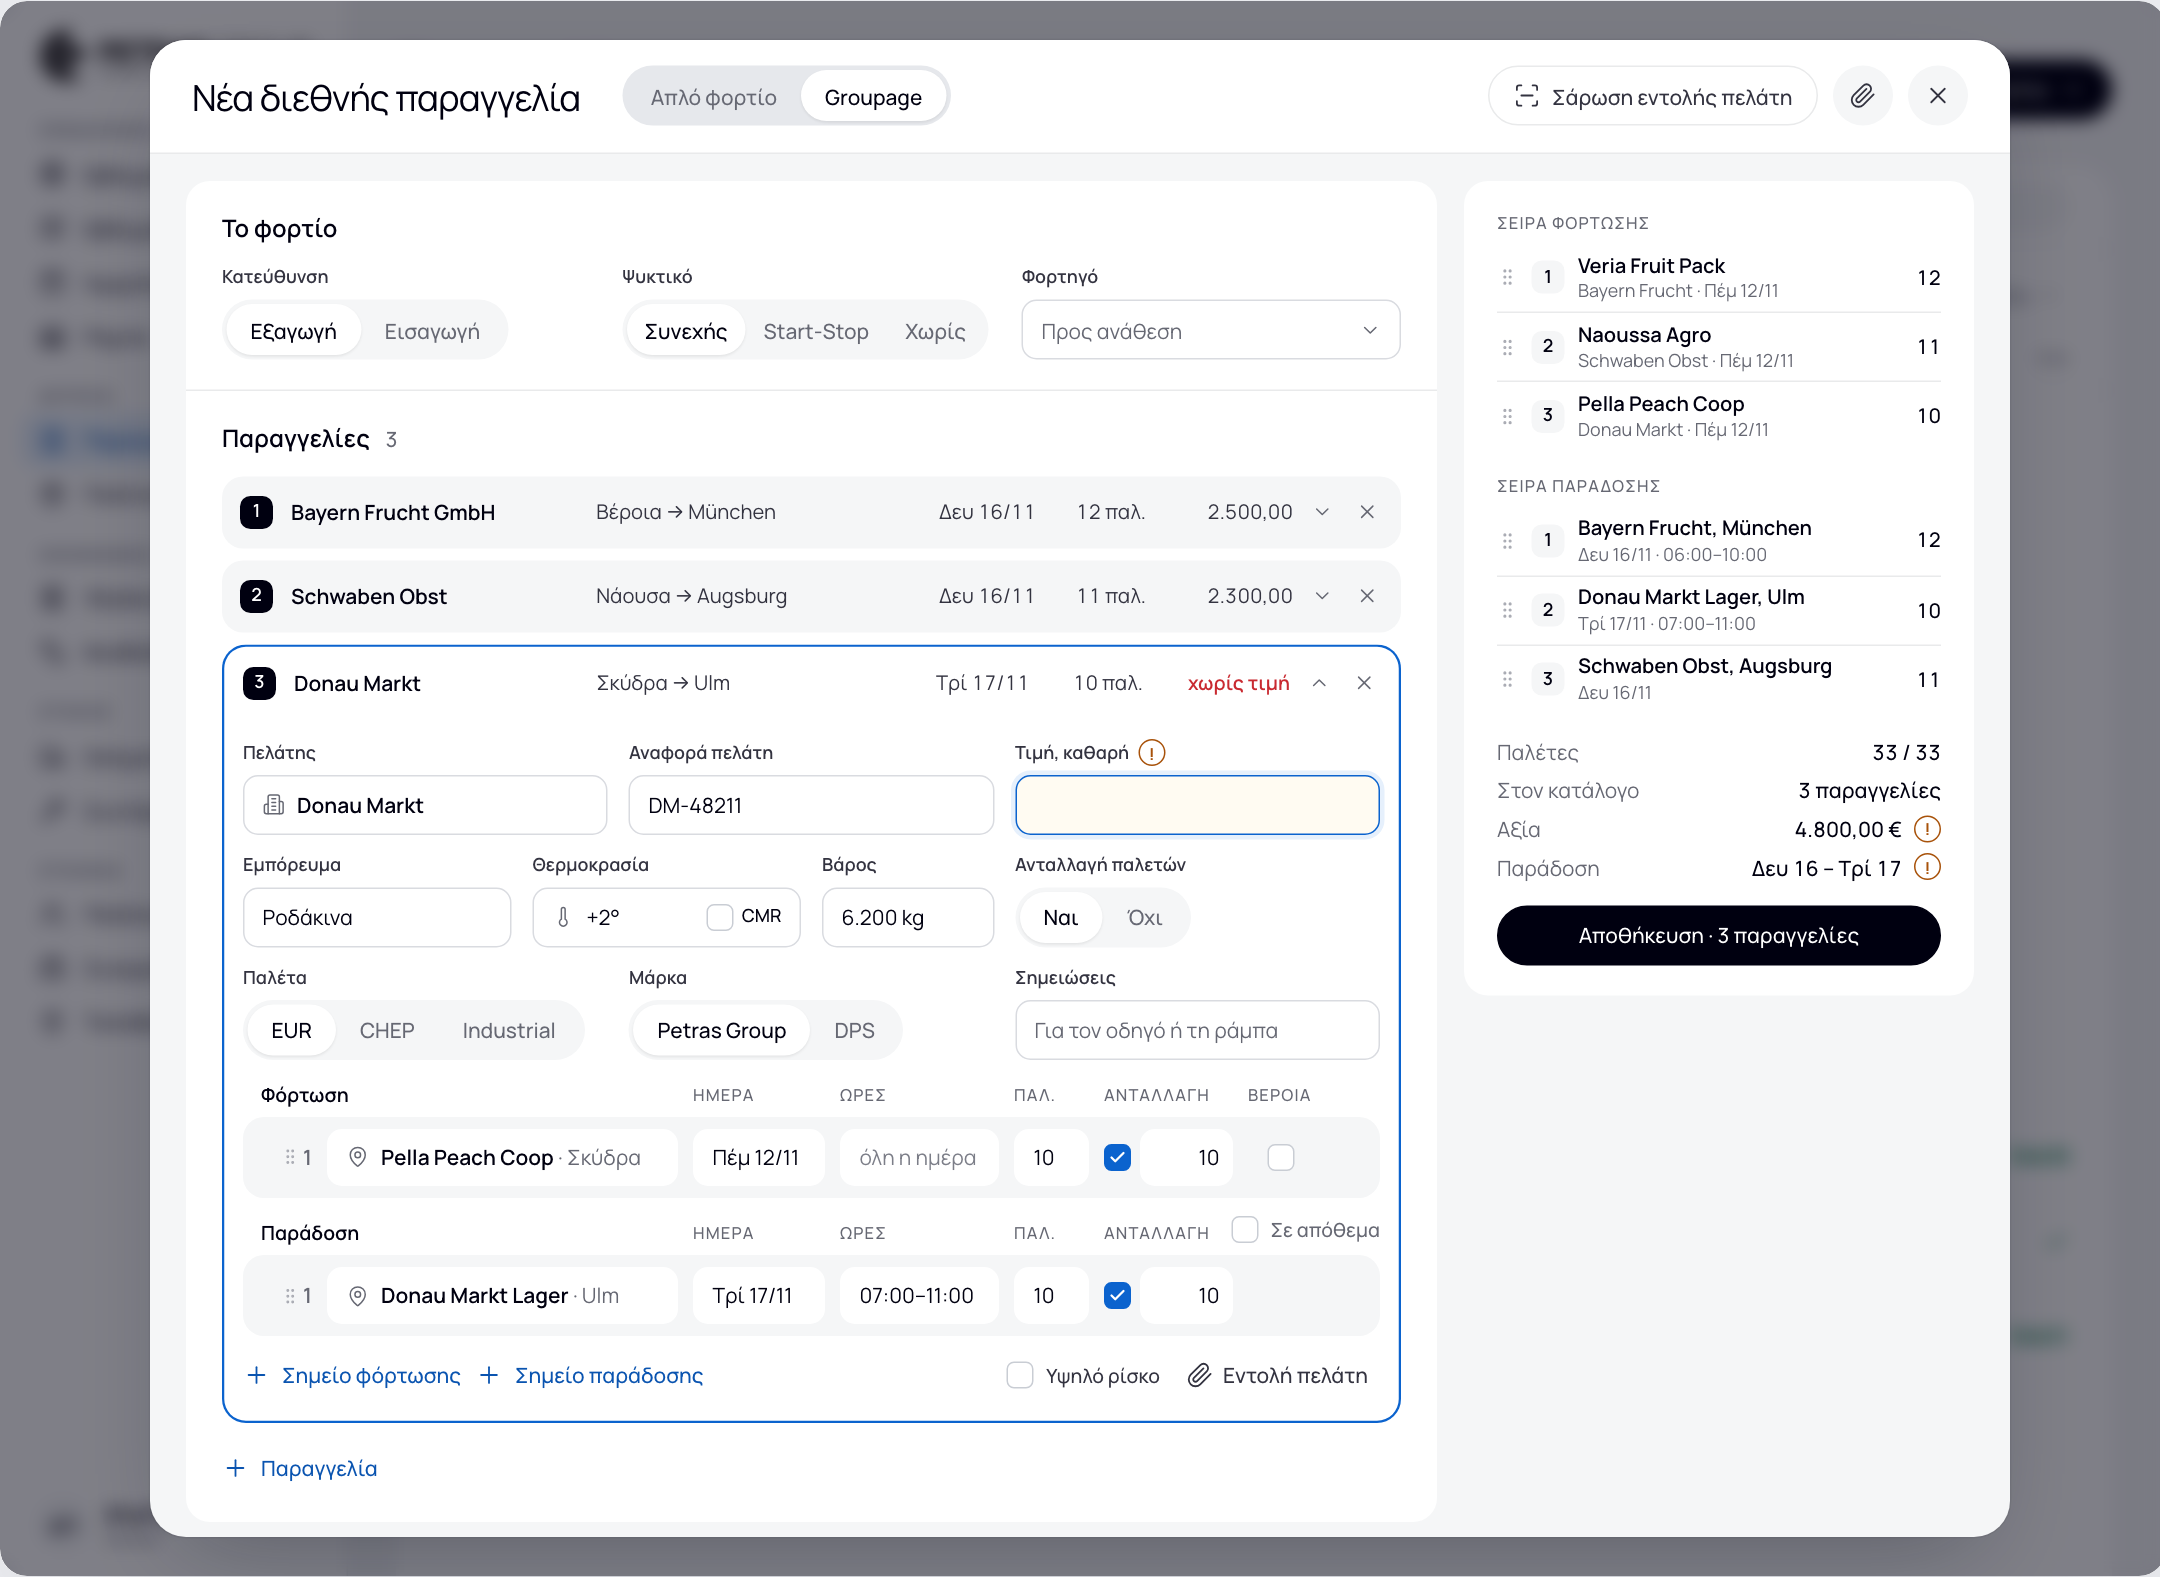 Νέα διεθνής παραγγελία
Απλό φορτίο
Groupage
Σάρωση εντολής πελάτη
Το φορτίο
Κατεύθυνση
Ψυκτικό
Φορτηγό
Εξαγωγή
Εισαγωγή
Συνεχής
Start-Stop
Χωρίς
Προς ανάθεση
Παραγγελίες 3
1 Bayern Frucht GmbH Βέροια → München Δευ 16/11 12 παλ. 2.500,00
2 Schwaben Obst Νάουσα → Augsburg Δευ 16/11 11 παλ. 2.300,00
3 Donau Markt Σκύδρα → Ulm Τρί 17/11 10 παλ. χωρίς τιμή
Πελάτης
Αναφορά πελάτη
Τιμή, καθαρή
Donau Markt
DM-48211
Εμπόρευμα
Θερμοκρασία
Βάρος
Ανταλλαγή παλετών
Ροδάκινα
+2°
CMR
6.200 kg
Ναι
Όχι
Παλέτα
Μάρκα
Σημειώσεις
EUR
CHEP
Industrial
Petras Group
DPS
Για τον οδηγό ή τη ράμπα
Φόρτωση ΗΜΕΡΑ ΩΡΕΣ ΠΑΛ. ΑΝΤΑΛΛΑΓΗ ΒΕΡΟΙΑ
1 Pella Peach Coop · Σκύδρα Πέμ 12/11 όλη η ημέρα 10 10
Παράδοση ΗΜΕΡΑ ΩΡΕΣ ΠΑΛ. ΑΝΤΑΛΛΑΓΗ Σε απόθεμα
1 Donau Markt Lager · Ulm Τρί 17/11 07:00–11:00 10 10
+ Σημείο φόρτωσης
+ Σημείο παράδοσης
Υψηλό ρίσκο
Εντολή πελάτη
+ Παραγγελία
ΣΕΙΡΑ ΦΟΡΤΩΣΗΣ
1 Veria Fruit Pack 12
Bayern Frucht · Πέμ 12/11
2 Naoussa Agro 11
Schwaben Obst · Πέμ 12/11
3 Pella Peach Coop 10
Donau Markt · Πέμ 12/11
ΣΕΙΡΑ ΠΑΡΑΔΟΣΗΣ
1 Bayern Frucht, München 12
Δευ 16/11 · 06:00–10:00
2 Donau Markt Lager, Ulm 10
Τρί 17/11 · 07:00–11:00
3 Schwaben Obst, Augsburg 11
Δευ 16/11
Παλέτες 33 / 33
Στον κατάλογο 3 παραγγελίες
Αξία 4.800,00 €
Παράδοση Δευ 16 – Τρί 17
Αποθήκευση · 3 παραγγελίες